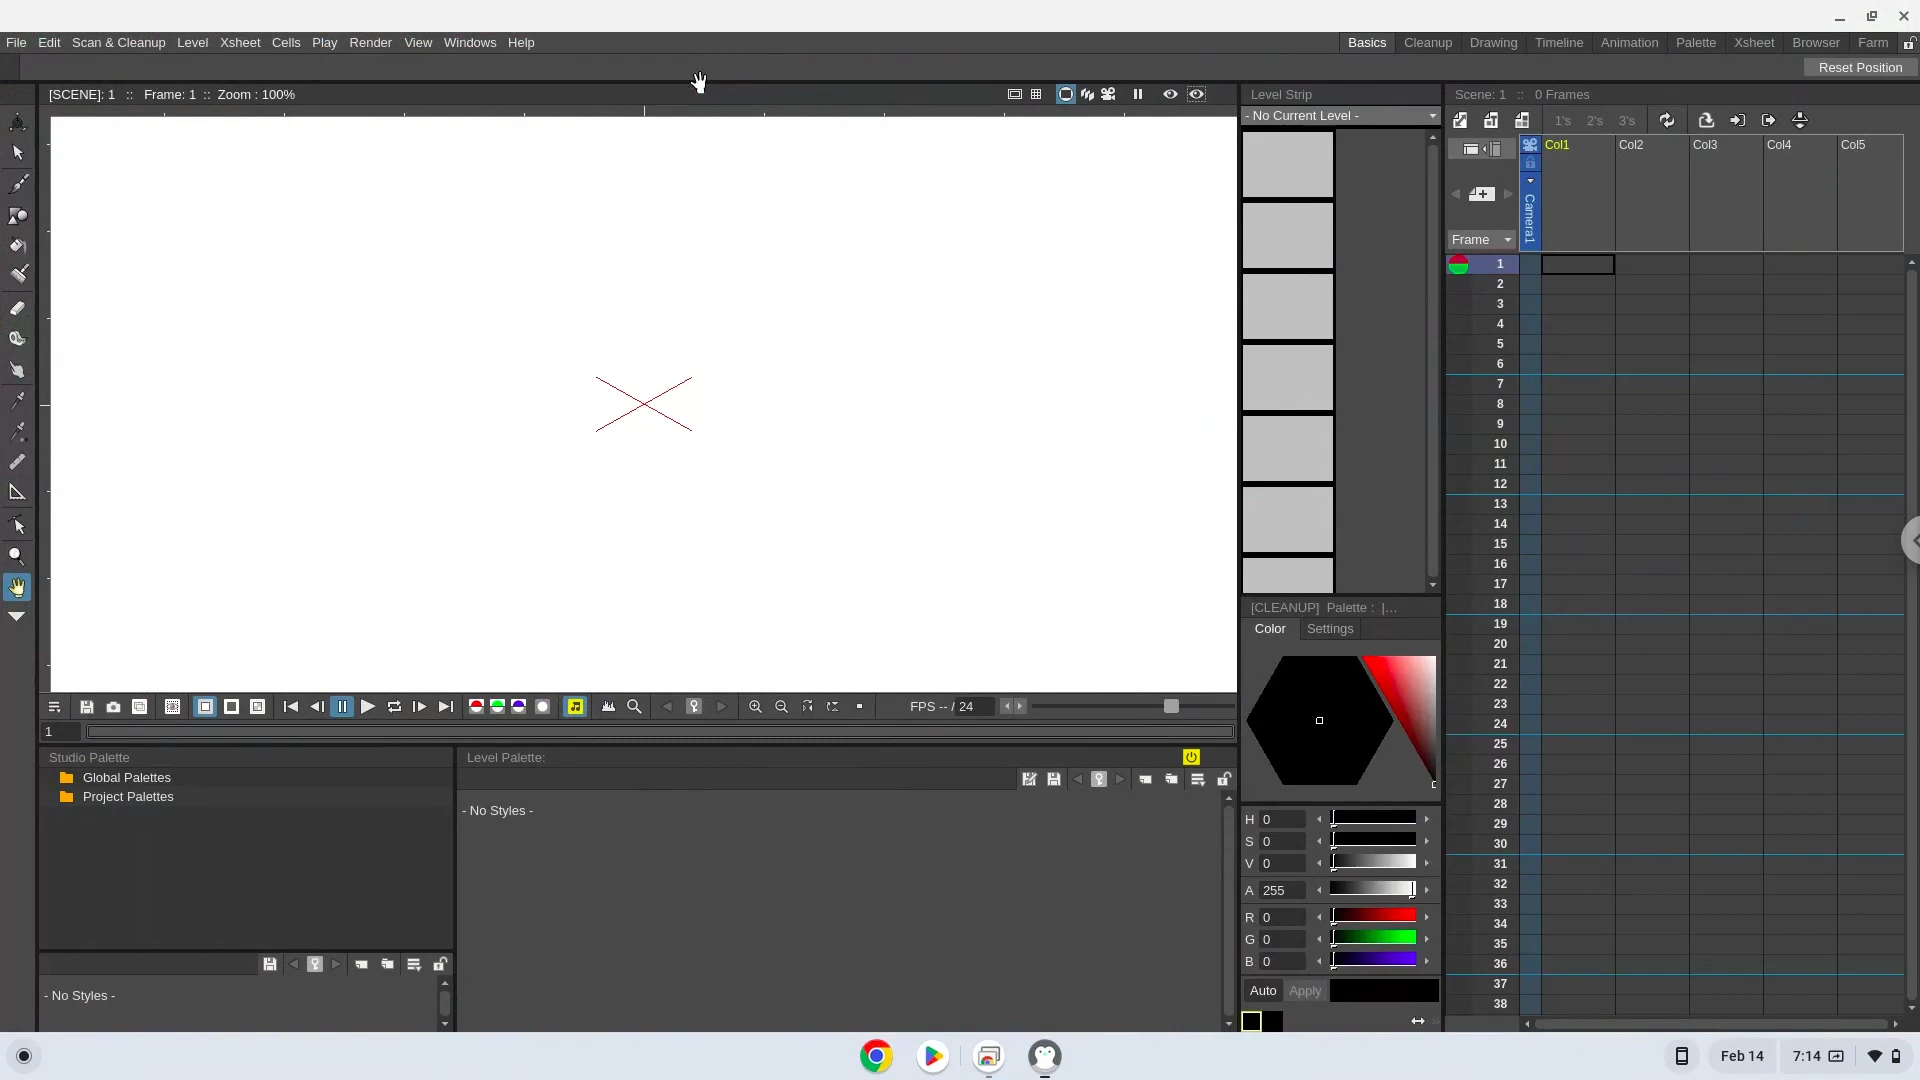 File Edit Scan & Cleanup Level Xsheet Cells Play Render View Windows Help
Basics Cleanup Drawing Timeline Animation Palette Xsheet Browser Farm
Reset Position
[SCENE]: 1 :: Frame: 1 :: Zoom : 100%
Level Strip
- No Current Level -
Scene: 1 :: 0 Frames
1's 2's 3's
Col1 Col2 Col3 Col4 Col5
Camera1
Frame
1
2
3
4
5
6
7
8
9
10
11
12
13
14
15
16
17
18
19
20
21
22
23
24
25
26
27
28
29
30
31
32
33
34
35
36
37
38
FPS -- / 24
1
Studio Palette
Global Palettes
Project Palettes
- No Styles -
Level Palette:
- No Styles -
[CLEANUP] Palette : |...
Color Settings
H 0
S 0
V 0
A 255
R 0
G 0
B 0
Auto Apply
Feb 14 7:14